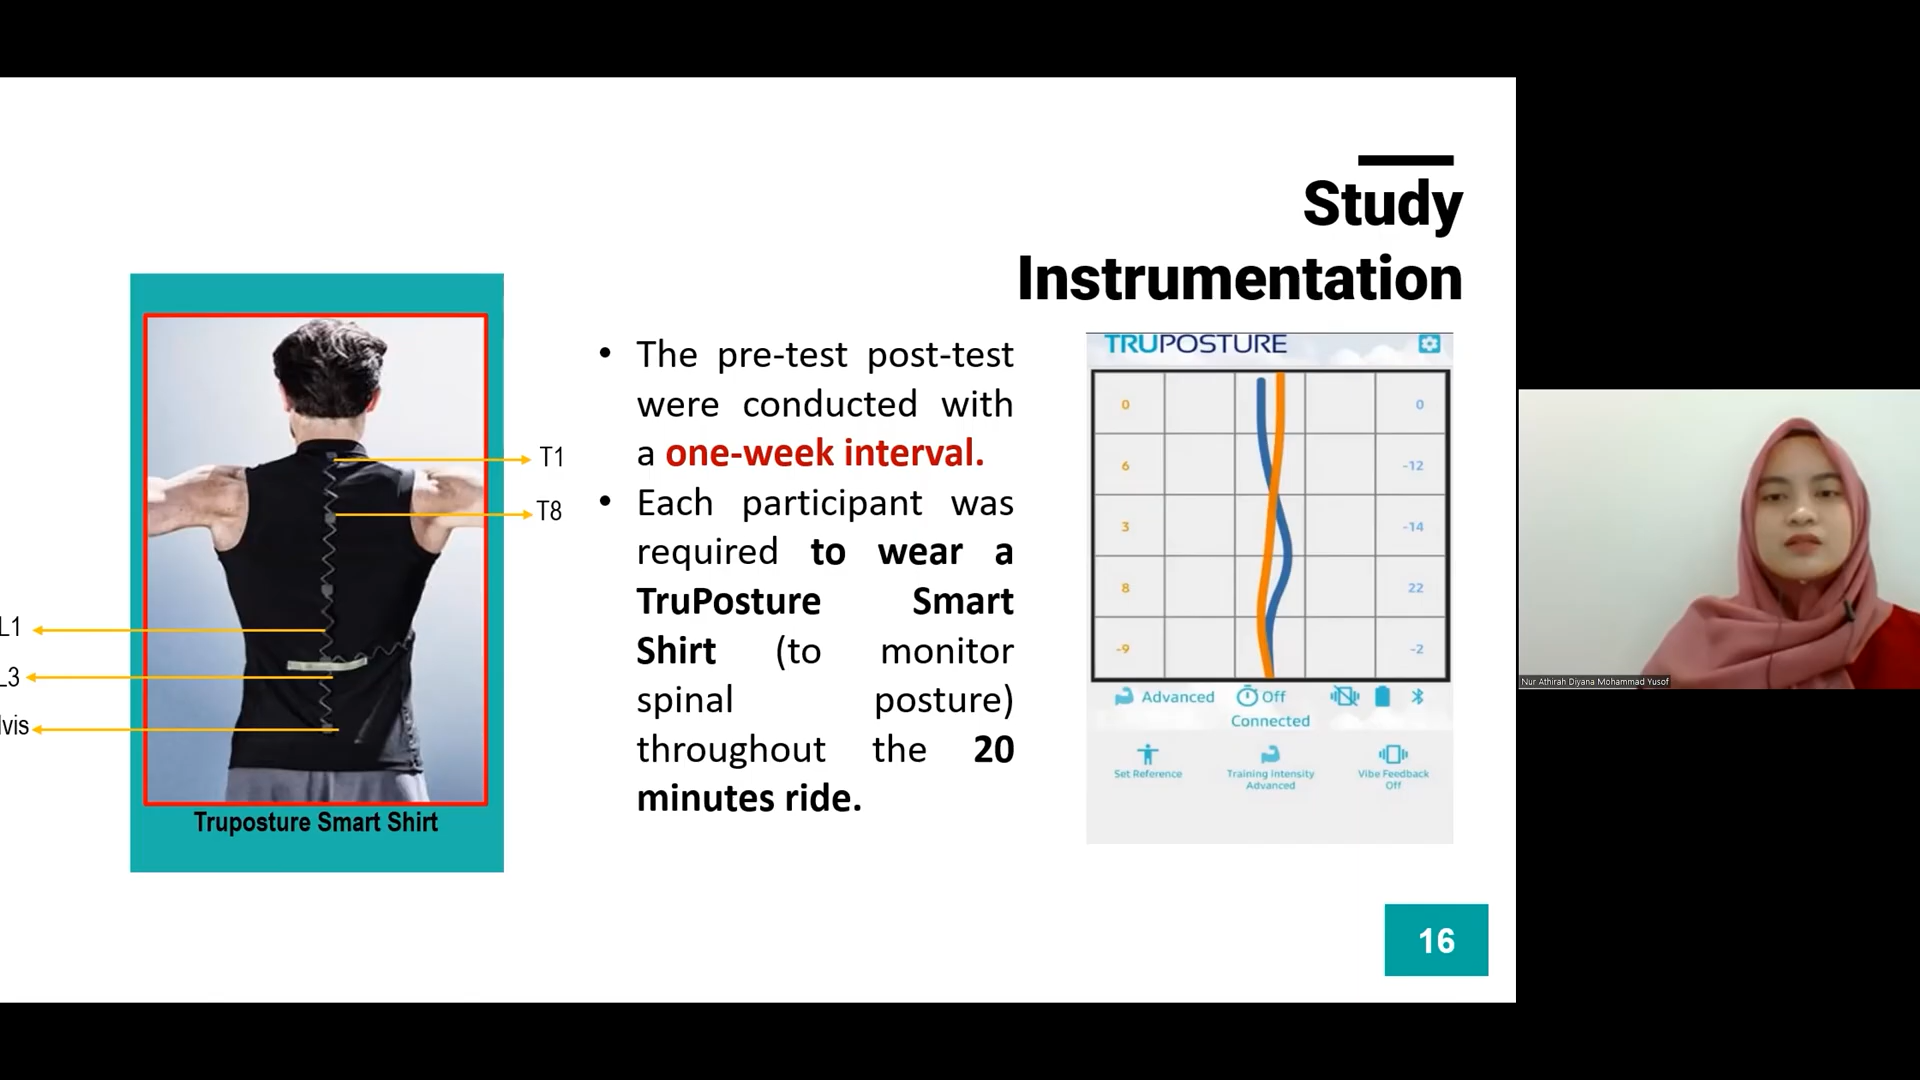 Study
Instrumentation
T1
T8
L1
L3
lvis
Truposture Smart Shirt
• The pre-test post-test
were conducted with
a one-week interval.
• Each participant was
required to wear a
TruPosture Smart
Shirt (to monitor
spinal posture)
throughout the 20
minutes ride.
TRUPOSTURE
0 0
6 -12
3 -14
8 22
-9 -2
Advanced Off
Connected
Set Reference
Training Intensity
Advanced
Vibe Feedback
Off
16
Nur Athirah Diyana Mohammad Yusof